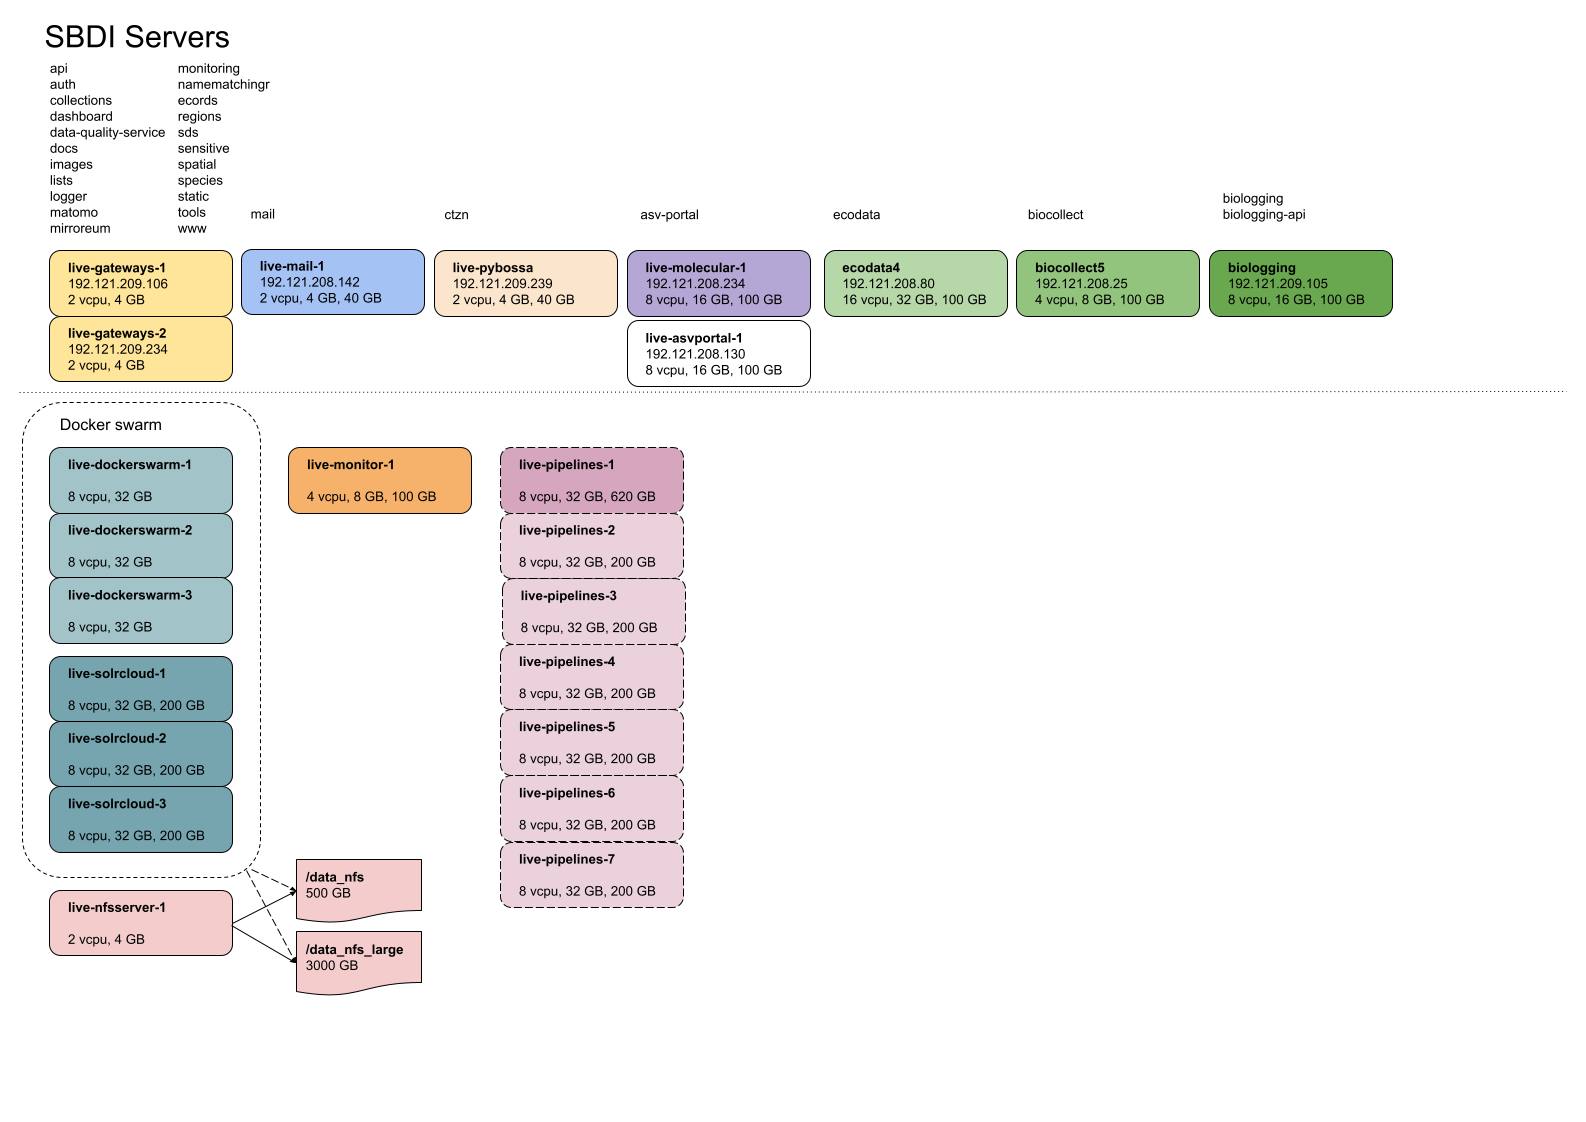 SBDI Servers
api
auth
collections
dashboard
data-quality-service
docs
images
lists
logger
matomo
mirroreum
monitoring
namematchingr
ecords
regions
sds
sensitive
spatial
species
static
tools
www
mail
ctzn
asv-portal
ecodata
biocollect
biologging
biologging-api
live-gateways-1
192.121.209.106
2 vcpu, 4 GB
live-gateways-2
192.121.209.234
2 vcpu, 4 GB
live-mail-1
192.121.208.142
2 vcpu, 4 GB, 40 GB
live-pybossa
192.121.209.239
2 vcpu, 4 GB, 40 GB
live-molecular-1
192.121.208.234
8 vcpu, 16 GB, 100 GB
live-asvportal-1
192.121.208.130
8 vcpu, 16 GB, 100 GB
ecodata4
192.121.208.80
16 vcpu, 32 GB, 100 GB
biocollect5
192.121.208.25
4 vcpu, 8 GB, 100 GB
biologging
192.121.209.105
8 vcpu, 16 GB, 100 GB
Docker swarm
live-dockerswarm-1
8 vcpu, 32 GB
live-dockerswarm-2
8 vcpu, 32 GB
live-dockerswarm-3
8 vcpu, 32 GB
live-solrcloud-1
8 vcpu, 32 GB, 200 GB
live-solrcloud-2
8 vcpu, 32 GB, 200 GB
live-solrcloud-3
8 vcpu, 32 GB, 200 GB
live-nfsserver-1
2 vcpu, 4 GB
live-monitor-1
4 vcpu, 8 GB, 100 GB
/data_nfs
500 GB
/data_nfs_large
3000 GB
live-pipelines-1
8 vcpu, 32 GB, 620 GB
live-pipelines-2
8 vcpu, 32 GB, 200 GB
live-pipelines-3
8 vcpu, 32 GB, 200 GB
live-pipelines-4
8 vcpu, 32 GB, 200 GB
live-pipelines-5
8 vcpu, 32 GB, 200 GB
live-pipelines-6
8 vcpu, 32 GB, 200 GB
live-pipelines-7
8 vcpu, 32 GB, 200 GB